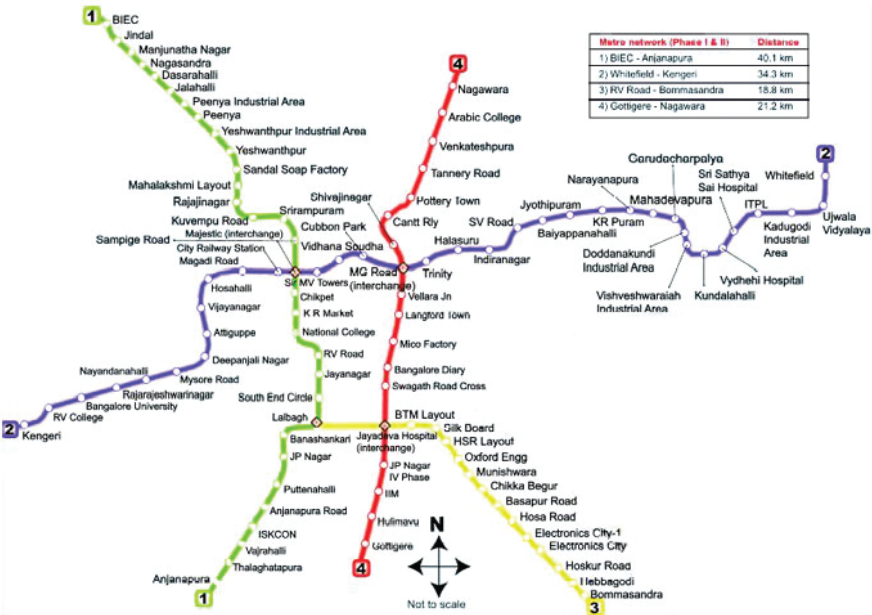 1
BIEC
Jindal
Manjunatha Nagar
Nagasandra
Dasarahalli
Jalahalli
Peenya Industrial Area
Peenya
Yeshwanthpur Industrial Area
Yeshwanthpur
Sandal Soap Factory
Mahalakshmi Layout
Rajajinagar
Kuvempu Road
Srirampuram
Sampige Road
Majestic (interchange)
City Railway Station
Magadi Road
Hosahalli
Vijayanagar
Attiguppe
Deepanjali Nagar
Mysore Road
Nayandanahalli
Rajarajeshwarinagar
Bangalore University
RV College
Kengeri
2
Sir MV Towers
Vidhana Soudha
Cubbon Park
Shivajinagar
MG Road
(interchange)
Trinity
Halasuru
Indiranagar
SV Road
Jyothipuram
Baiyappanahalli
KR Puram
Narayanapura
Mahadevapura
Garudacharpalya
Doddanakundi
Industrial Area
Vishveshwaraiah
Industrial Area
Kundalahalli
Vydhehi Hospital
Sri Sathya
Sai Hospital
ITPL
Kadugodi
Industrial
Area
Ujwala
Vidyalaya
Whitefield
2
4
Nagawara
Arabic College
Venkateshpura
Tannery Road
Pottery Town
Cantt Rly
Vellara Jn
Langford Town
Mico Factory
Bangalore Diary
Swagath Road Cross
Jayadeva Hospital
(interchange)
JP Nagar
IV Phase
IIM
Hulimavu
Gottigere
4
Chikpet
K R Market
National College
RV Road
Jayanagar
South End Circle
Lalbagh
Banashankari
JP Nagar
Puttenahalli
Anjanapura Road
ISKCON
Vajrahalli
Thalaghatapura
Anjanapura
1
BTM Layout
Silk Board
HSR Layout
Oxford Engg
Munishwara
Chikka Begur
Basapur Road
Hosa Road
Electronics City-1
Electronics City
Hoskur Road
Hebbagodi
Bommasandra
3
Metro network (Phase I & II) Distance
1) BIEC - Anjanapura 40.1 km
2) Whitefield - Kengeri 34.3 km
3) RV Road - Bommasandra 18.8 km
4) Gottigere - Nagawara 21.2 km
N
Not to scale